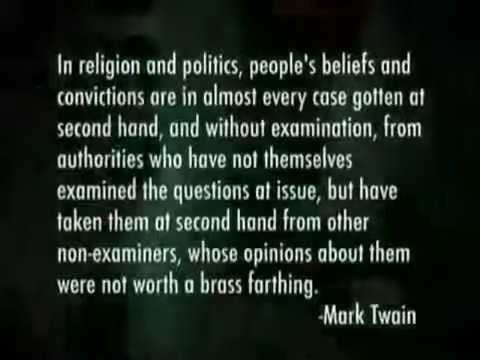 In religion and politics, people's beliefs and
convictions are in almost every case gotten at
second hand, and without examination, from
authorities who have not themselves
examined the questions at issue, but have
taken them at second hand from other
non-examiners, whose opinions about them
were not worth a brass farthing.
-Mark Twain